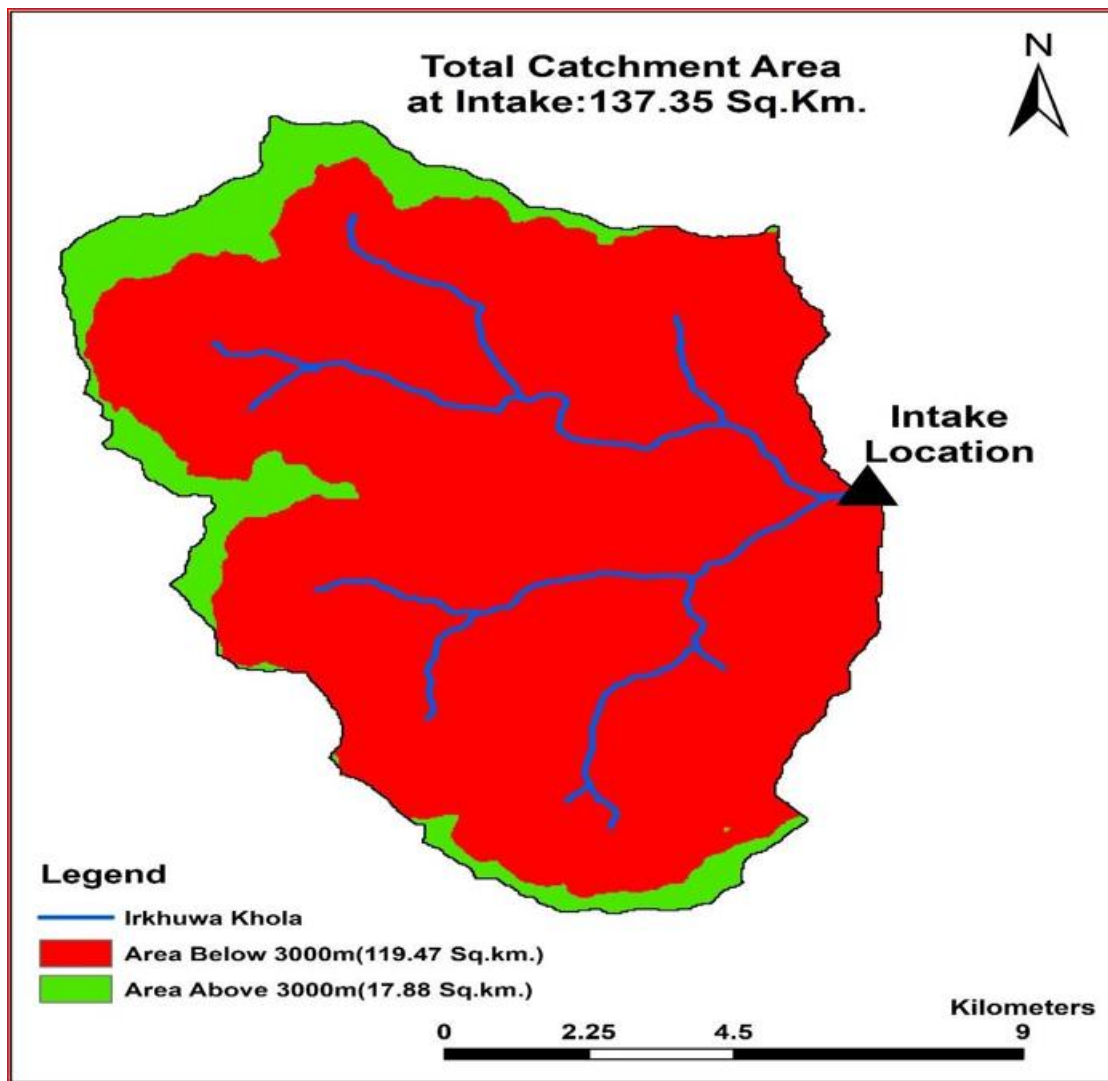 Total Catchment Area
at Intake:137.35 Sq.Km.
N
Intake
Location
Legend
Irkhuwa Khola
Area Below 3000m(119.47 Sq.km.)
Area Above 3000m(17.88 Sq.km.)
Kilometers
0 2.25 4.5 9